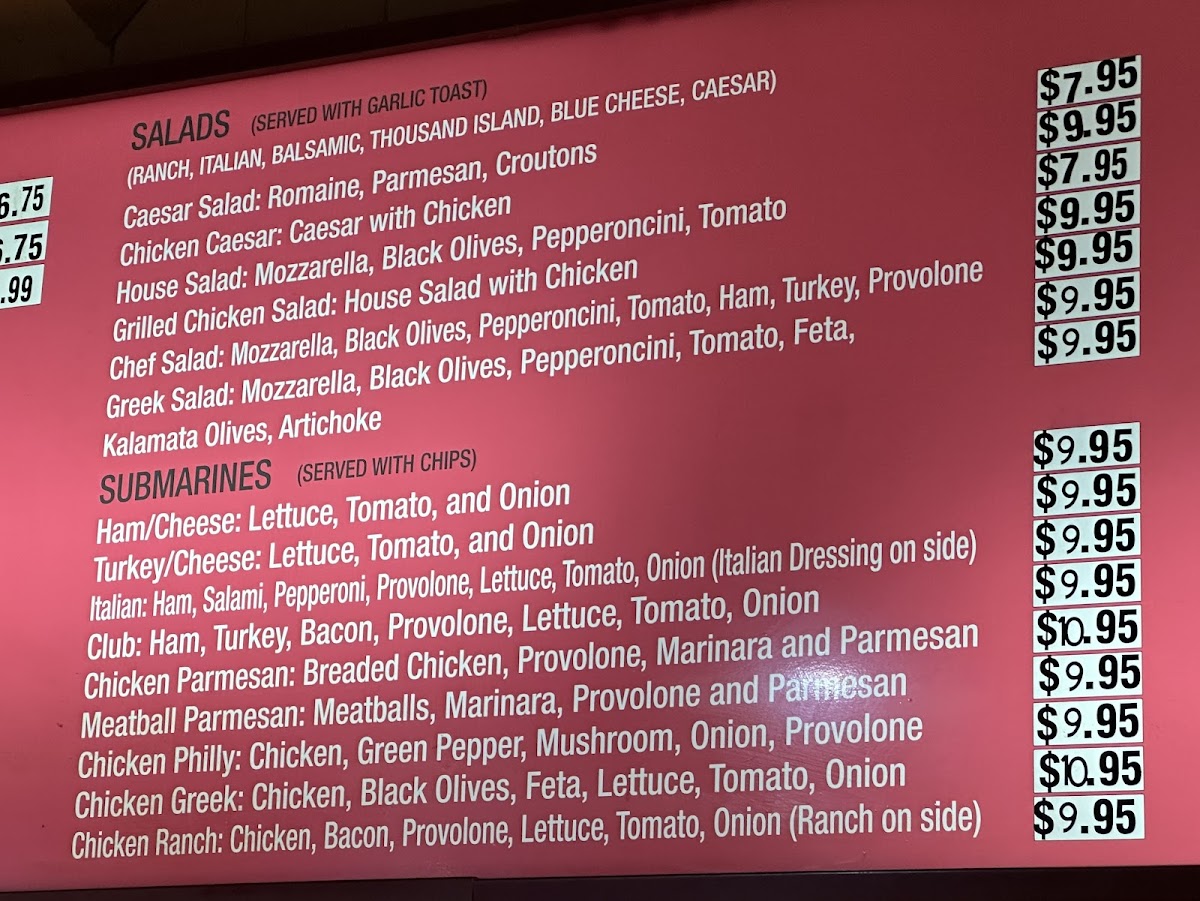 6.75
.75
.99
SALADS (SERVED WITH GARLIC TOAST)
(RANCH, ITALIAN, BALSAMIC, THOUSAND ISLAND, BLUE CHEESE, CAESAR)
Caesar Salad: Romaine, Parmesan, Croutons $7.95
Chicken Caesar: Caesar with Chicken $9.95
House Salad: Mozzarella, Black Olives, Pepperoncini, Tomato $7.95
Grilled Chicken Salad: House Salad with Chicken $9.95
Chef Salad: Mozzarella, Black Olives, Pepperoncini, Tomato, Ham, Turkey, Provolone $9.95
Greek Salad: Mozzarella, Black Olives, Pepperoncini, Tomato, Feta, $9.95
Kalamata Olives, Artichoke $9.95
SUBMARINES (SERVED WITH CHIPS)
Ham/Cheese: Lettuce, Tomato, and Onion $9.95
Turkey/Cheese: Lettuce, Tomato, and Onion $9.95
Italian: Ham, Salami, Pepperoni, Provolone, Lettuce, Tomato, Onion (Italian Dressing on side) $9.95
Club: Ham, Turkey, Bacon, Provolone, Lettuce, Tomato, Onion $9.95
Chicken Parmesan: Breaded Chicken, Provolone, Marinara and Parmesan $10.95
Meatball Parmesan: Meatballs, Marinara, Provolone and Parmesan $9.95
Chicken Philly: Chicken, Green Pepper, Mushroom, Onion, Provolone $9.95
Chicken Greek: Chicken, Black Olives, Feta, Lettuce, Tomato, Onion $10.95
Chicken Ranch: Chicken, Bacon, Provolone, Lettuce, Tomato, Onion (Ranch on side) $9.95